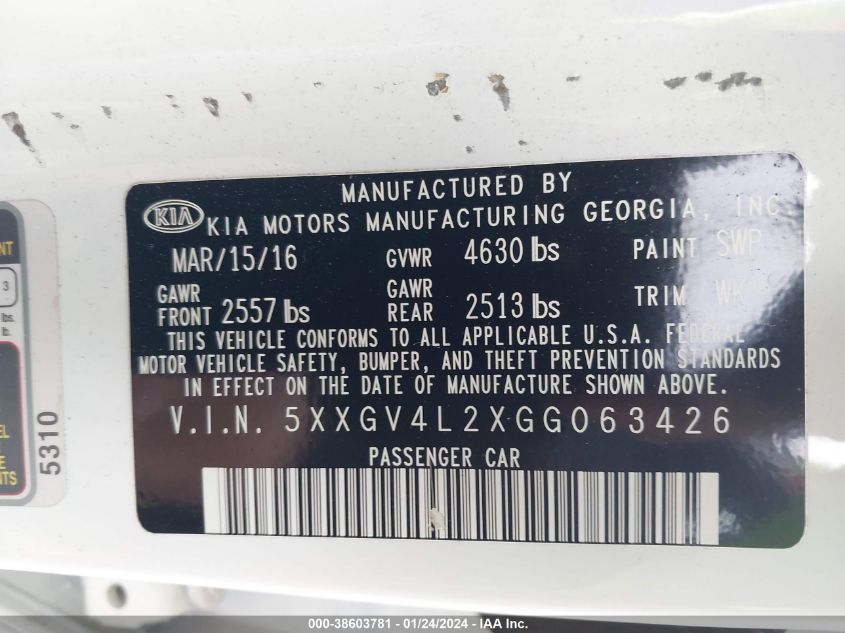 MANUFACTURED BY
KIA KIA MOTORS MANUFACTURING GEORGIA, INC
MAR/15/16 GVWR 4630 lbs PAINT SWP
GAWR FRONT 2557 lbs GAWR REAR 2513 lbs TRIM WK
THIS VEHICLE CONFORMS TO ALL APPLICABLE U.S.A. FEDERAL
MOTOR VEHICLE SAFETY, BUMPER, AND THEFT PREVENTION STANDARDS
IN EFFECT ON THE DATE OF MANUFACTURE SHOWN ABOVE.
V.I.N. 5XXGV4L2XGG063426
PASSENGER CAR
5310
3
lbs.
lb.
000-38603781 - 01/24/2024 - IAA Inc.